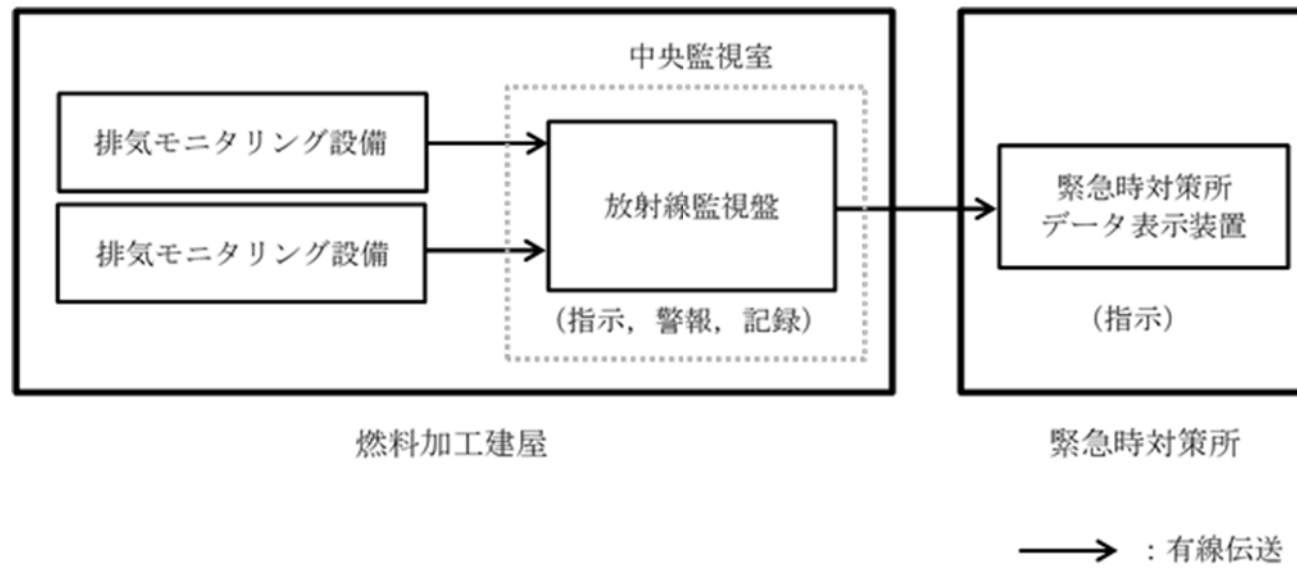 中央監視室
排気モニタリング設備
排気モニタリング設備
放射線監視盤
(指示，警報，記録)
緊急時対策所
データ表示装置
(指示)
燃料加工建屋
緊急時対策所
：有線伝送